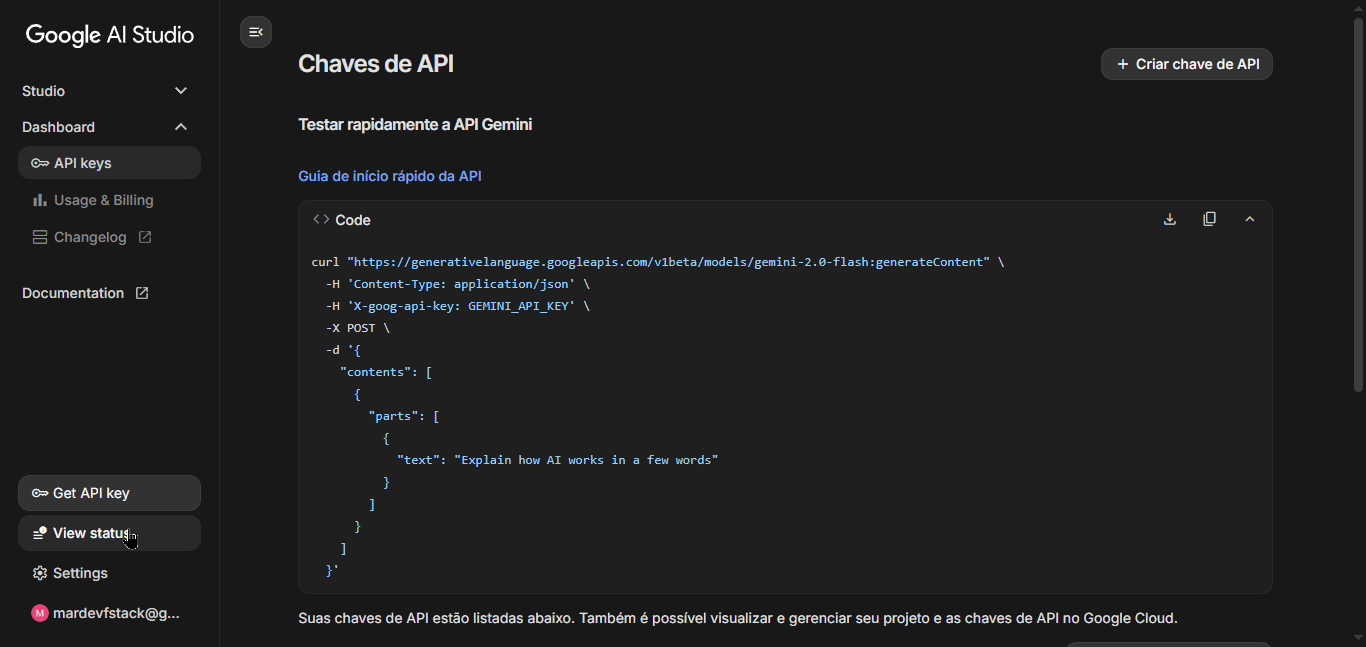 Google AI Studio
Studio
Dashboard
API keys
Usage & Billing
Changelog
Documentation
Get API key
View status
Settings
M mardevfstack@g...
Chaves de API
+ Criar chave de API
Testar rapidamente a API Gemini
Guia de início rápido da API
<> Code
curl "https://generativelanguage.googleapis.com/v1beta/models/gemini-2.0-flash:generateContent" \
-H 'Content-Type: application/json' \
-H 'X-goog-api-key: GEMINI_API_KEY' \
-X POST \
-d '{
"contents": [
{
"parts": [
{
"text": "Explain how AI works in a few words"
}
]
}
]
}'
Suas chaves de API estão listadas abaixo. Também é possível visualizar e gerenciar seu projeto e as chaves de API no Google Cloud.